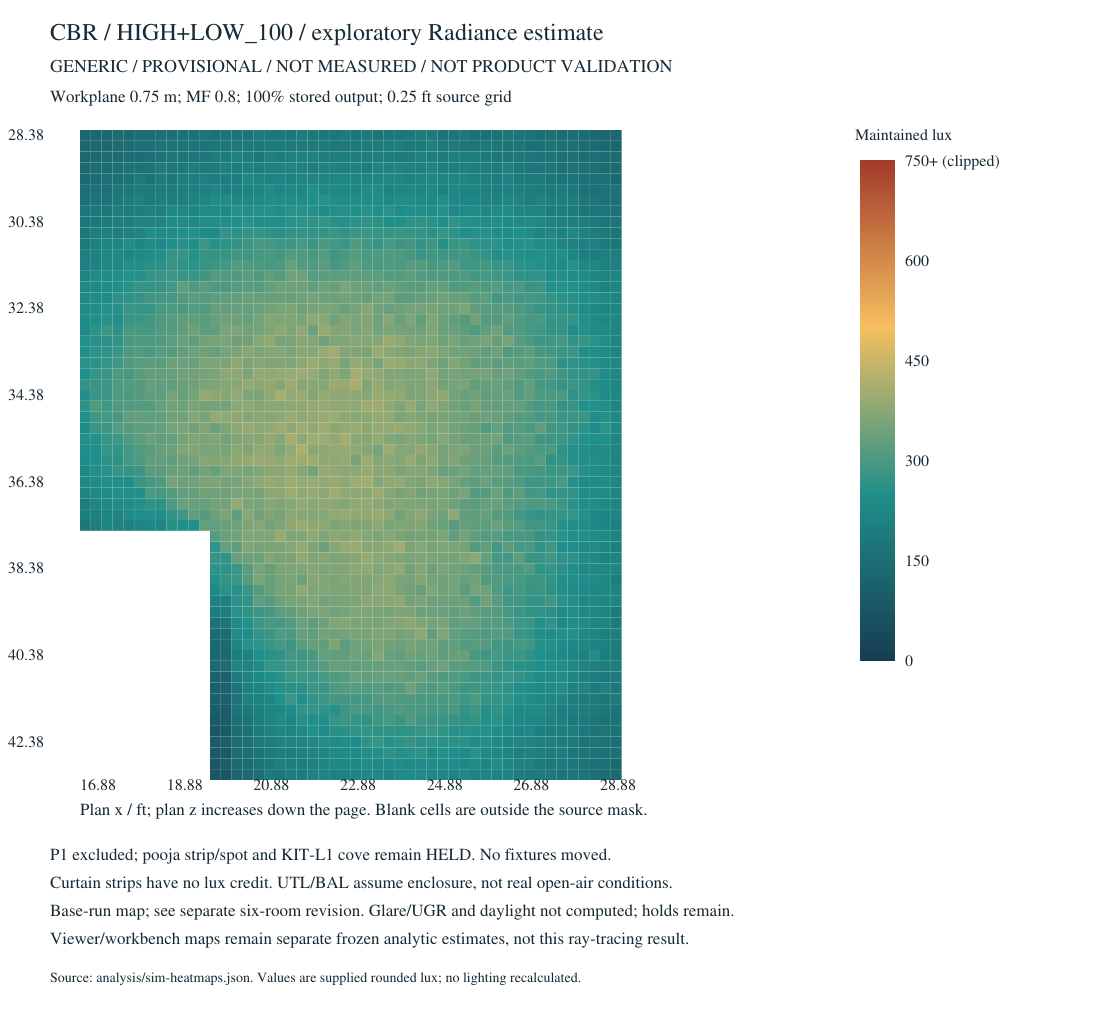 CBR / HIGH+LOW_100 / exploratory Radiance estimate
GENERIC / PROVISIONAL / NOT MEASURED / NOT PRODUCT VALIDATION
Workplane 0.75 m; MF 0.8; 100% stored output; 0.25 ft source grid
28.38
30.38
32.38
34.38
36.38
38.38
40.38
42.38
16.88 18.88 20.88 22.88 24.88 26.88 28.88
Maintained lux
750+ (clipped)
600
450
300
150
0
Plan x / ft; plan z increases down the page. Blank cells are outside the source mask.
P1 excluded; pooja strip/spot and KIT-L1 cove remain HELD. No fixtures moved.
Curtain strips have no lux credit. UTL/BAL assume enclosure, not real open-air conditions.
Base-run map; see separate six-room revision. Glare/UGR and daylight not computed; holds remain.
Viewer/workbench maps remain separate frozen analytic estimates, not this ray-tracing result.
Source: analysis/sim-heatmaps.json. Values are supplied rounded lux; no lighting recalculated.